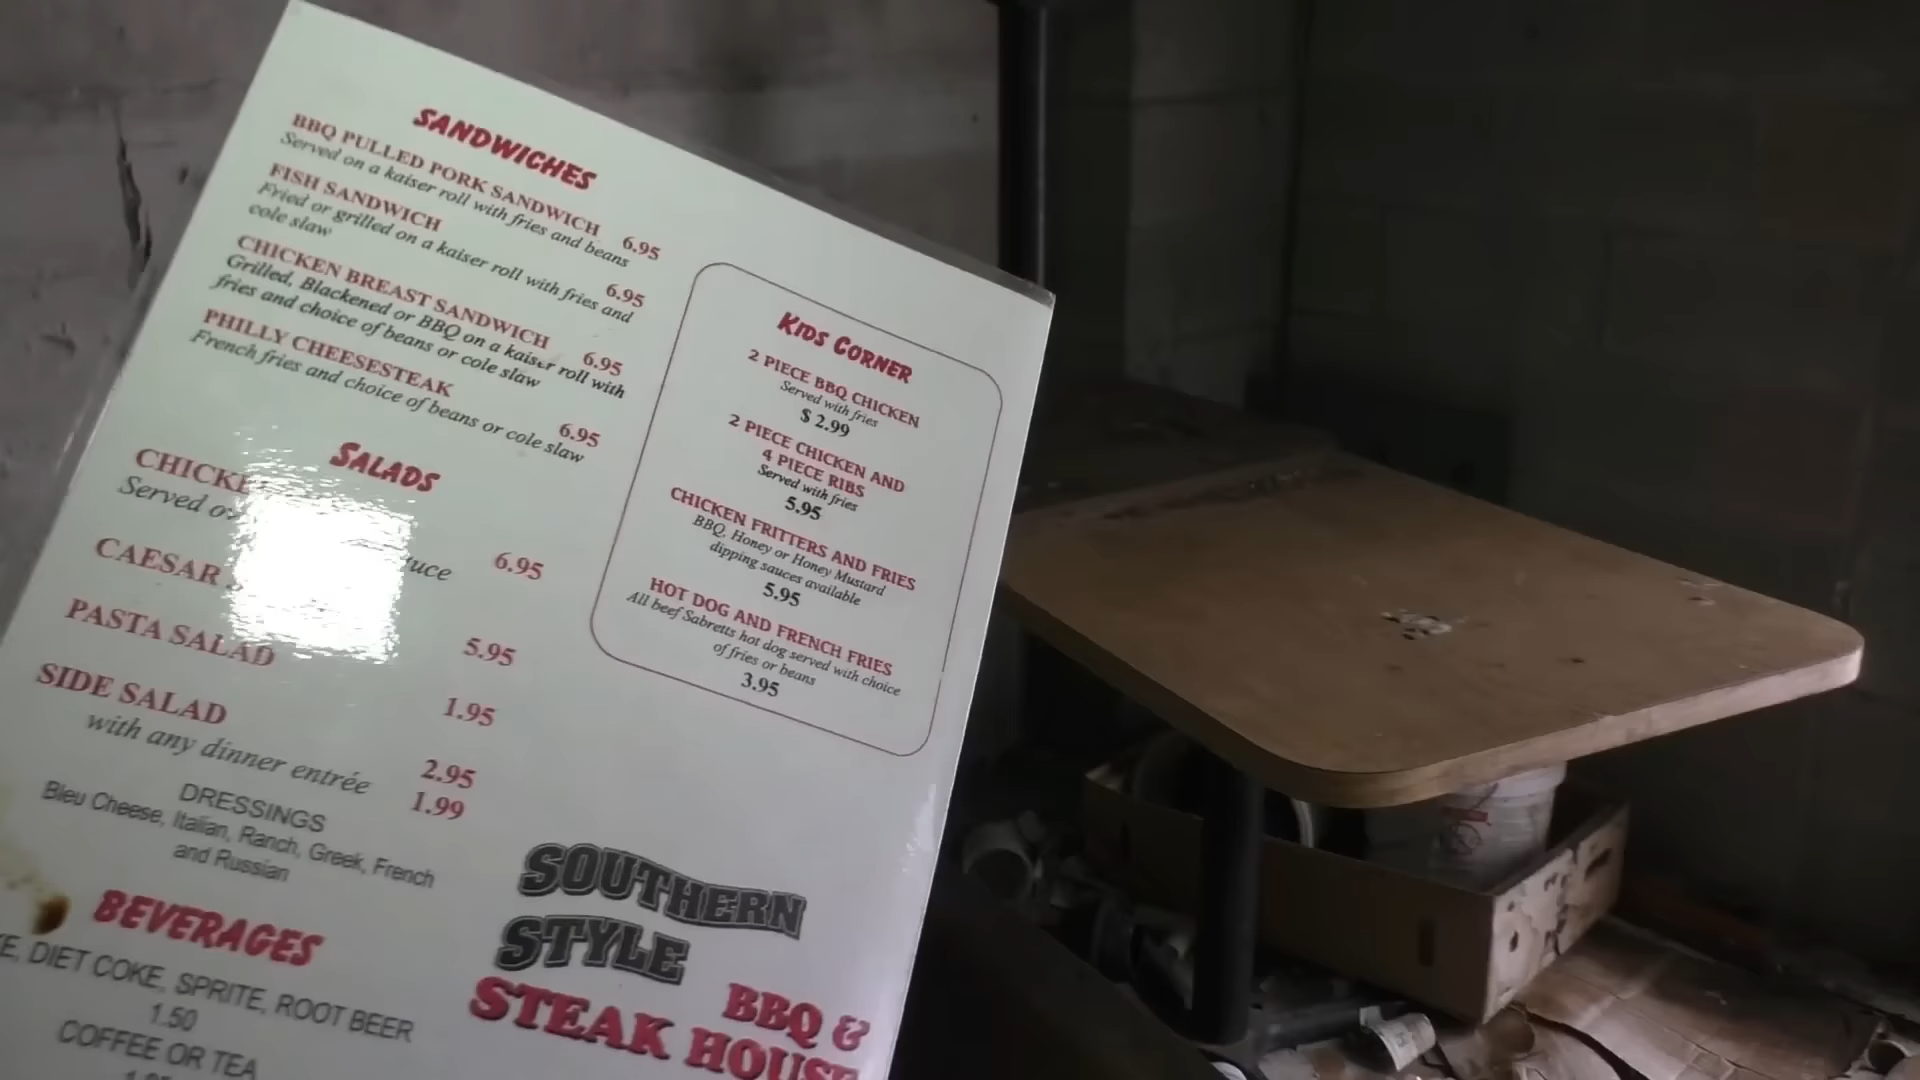 SANDWICHES
BBQ PULLED PORK SANDWICH 6.95
Served on a kaiser roll with fries and beans
FISH SANDWICH 6.95
Fried or grilled on a kaiser roll with fries and
cole slaw
CHICKEN BREAST SANDWICH 6.95
Grilled, Blackened or BBQ on a kaiser roll with
fries and choice of beans or cole slaw
PHILLY CHEESESTEAK 6.95
French fries and choice of beans or cole slaw
SALADS
Served 6.95
CAESAR 5.95
PASTA SALAD 1.95
SIDE SALAD 2.95
with any dinner entrée 1.99
DRESSINGS
Bleu Cheese, Italian, Ranch, Greek, French
and Russian
BEVERAGES
DIET COKE, SPRITE, ROOT BEER
1.50
COFFEE OR TEA
KIDS CORNER
2 PIECE BBQ CHICKEN
Served with fries
$ 2.99
2 PIECE CHICKEN AND
4 PIECE RIBS
Served with fries
5.95
CHICKEN FRITTERS AND FRIES
BBQ, Honey or Honey Mustard
dipping sauces available
5.95
HOT DOG AND FRENCH FRIES
All beef Sabretts hot dog served with choice
of fries or beans
3.95
SOUTHERN
STYLE
BBQ &
STEAK HOUSE